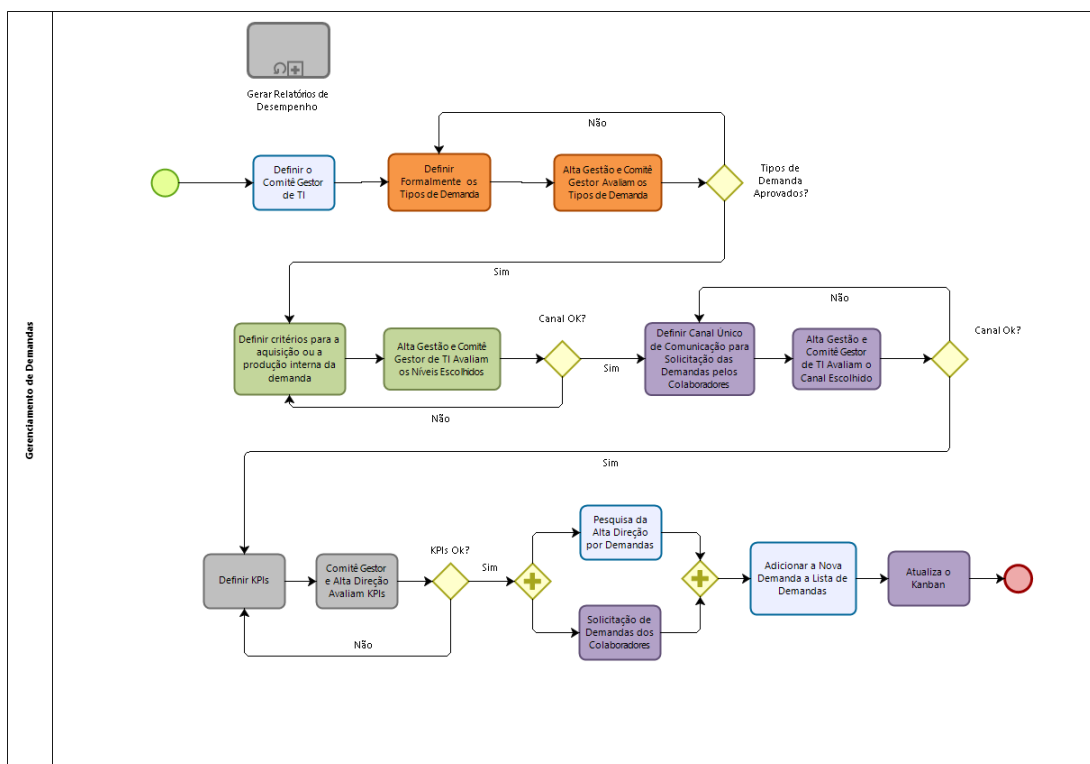 Gerenciamento de Demandas
Gerar Relatórios de
Desempenho
Não
Definir o
Comitê Gestor
de TI
Definir
Formalmente os
Tipos de Demanda
Alta Gestão e Comitê
Gestor Avaliam os
Tipos de Demanda
Tipos de
Demanda
Aprovados?
Sim
Definir critérios para a
aquisição ou a
produção interna da
demanda
Alta Gestão e Comitê
Gestor de TI Avaliam
os Níveis Escolhidos
Canal OK?
Sim
Não
Definir Canal Único
de Comunicação para
Solicitação das
Demandas pelos
Colaboradores
Alta Gestão e
Comitê Gestor
de TI Avaliam o
Canal Escolhido
Não
Canal Ok?
Sim
Definir KPIs
Comitê Gestor
e Alta Direção
Avaliam KPIs
KPIs Ok?
Sim
Não
Pesquisa da
Alta Direção
por Demandas
Solicitação de
Demandas dos
Colaboradores
Adicionar a Nova
Demanda a Lista de
Demandas
Atualiza o
Kanban